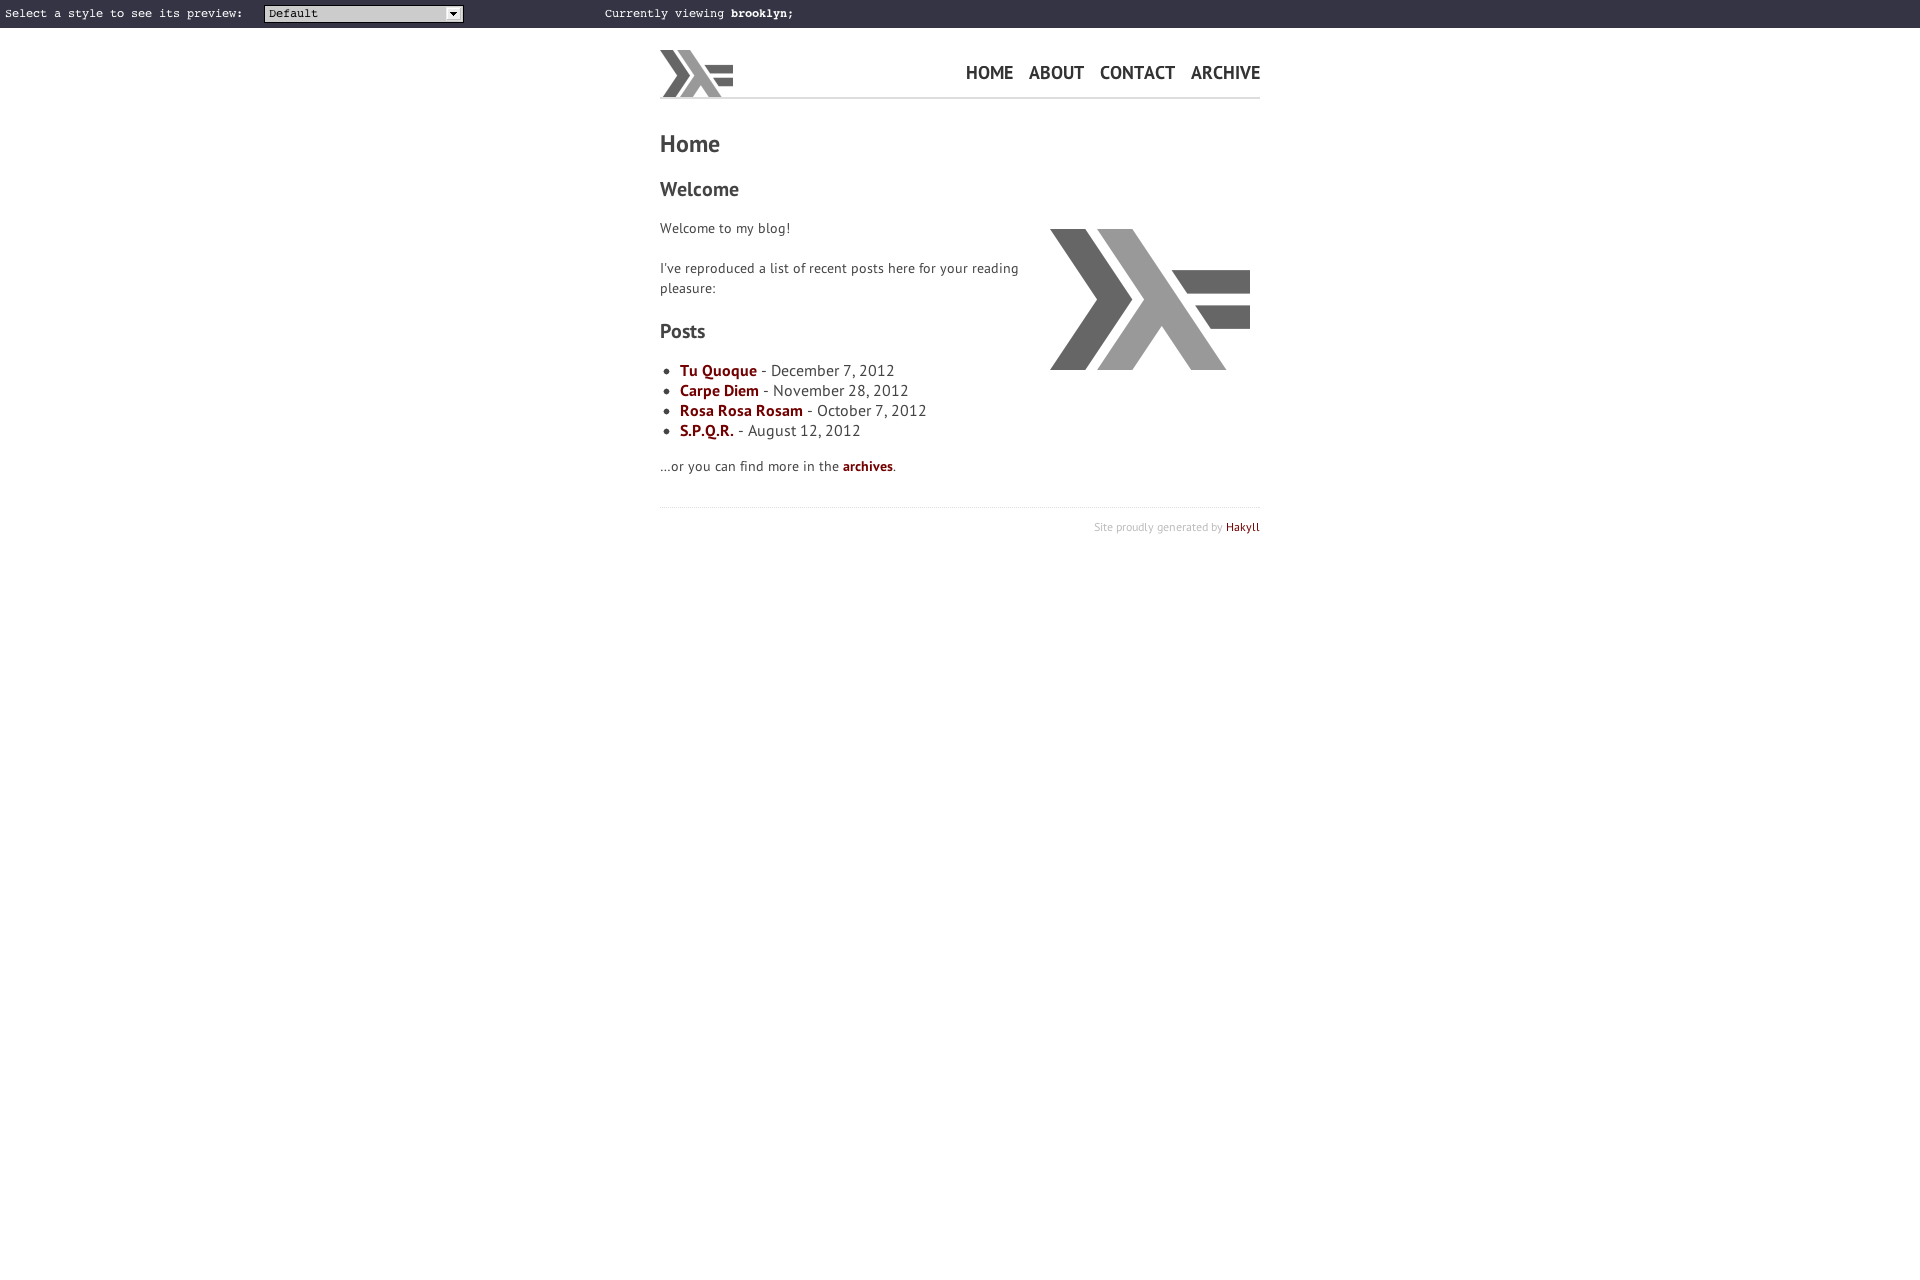 Select a style to see its preview: Default Currently viewing brooklyn;
HOME ABOUT CONTACT ARCHIVE
Home
Welcome
Welcome to my blog!
I've reproduced a list of recent posts here for your reading
pleasure:
Posts
• Tu Quoque - December 7, 2012
• Carpe Diem - November 28, 2012
• Rosa Rosa Rosam - October 7, 2012
• S.P.Q.R. - August 12, 2012
…or you can find more in the archives.
Site proudly generated by Hakyll